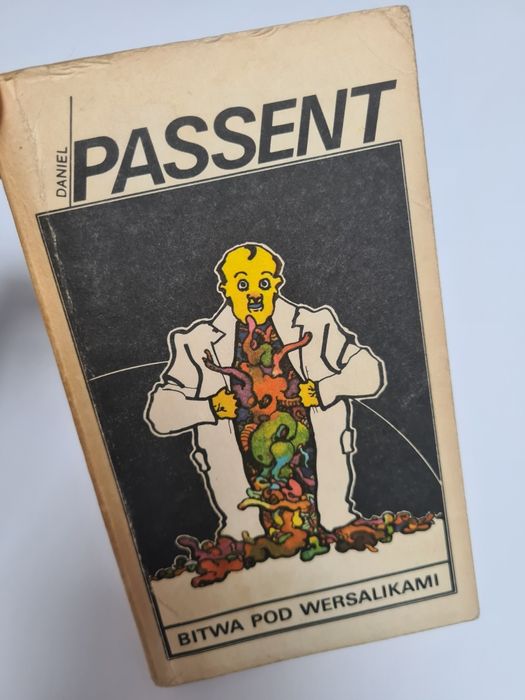 DANIEL
PASSENT
BITWA POD WERSALIKAMI